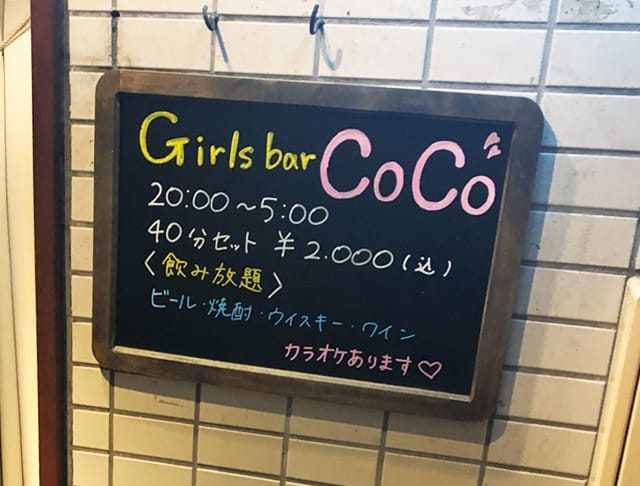 Girls bar CoCo
20:00~5:00
40分セット ¥2.000(込)
〈飲み放題〉
ビール・焼酎・ウイスキー・ワイン
カラオケあります♡